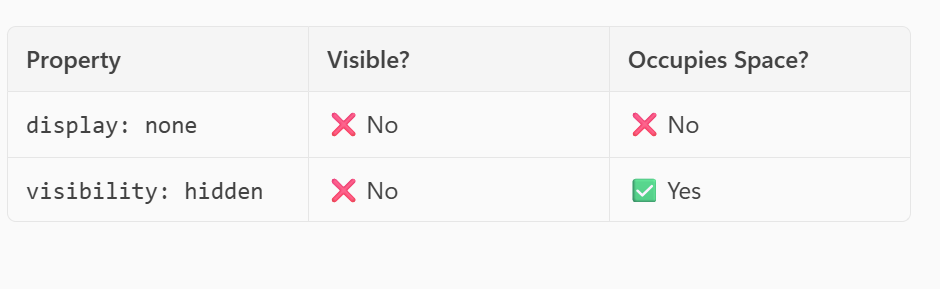 Property Visible? Occupies Space?
display: none ❌ No ❌ No
visibility: hidden ❌ No ✅ Yes